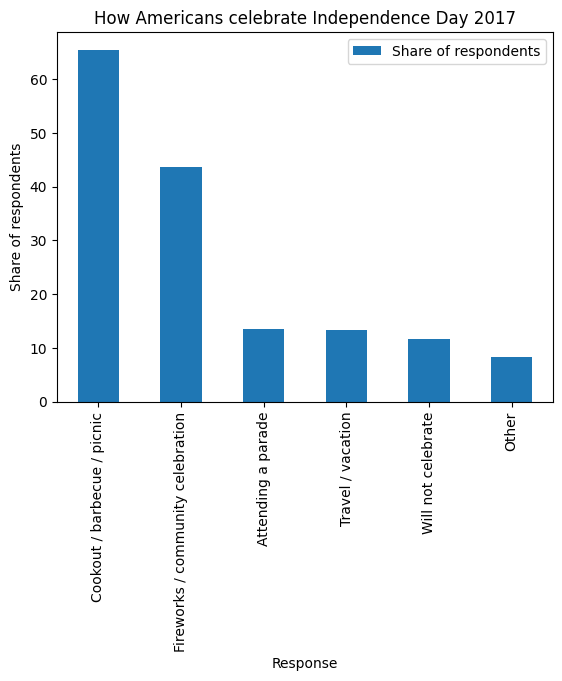 How Americans celebrate Independence Day 2017
Share of respondents
Share of respondents
60
50
40
30
20
10
0
Cookout / barbecue / picnic
Fireworks / community celebration
Attending a parade
Travel / vacation
Will not celebrate
Other
Response